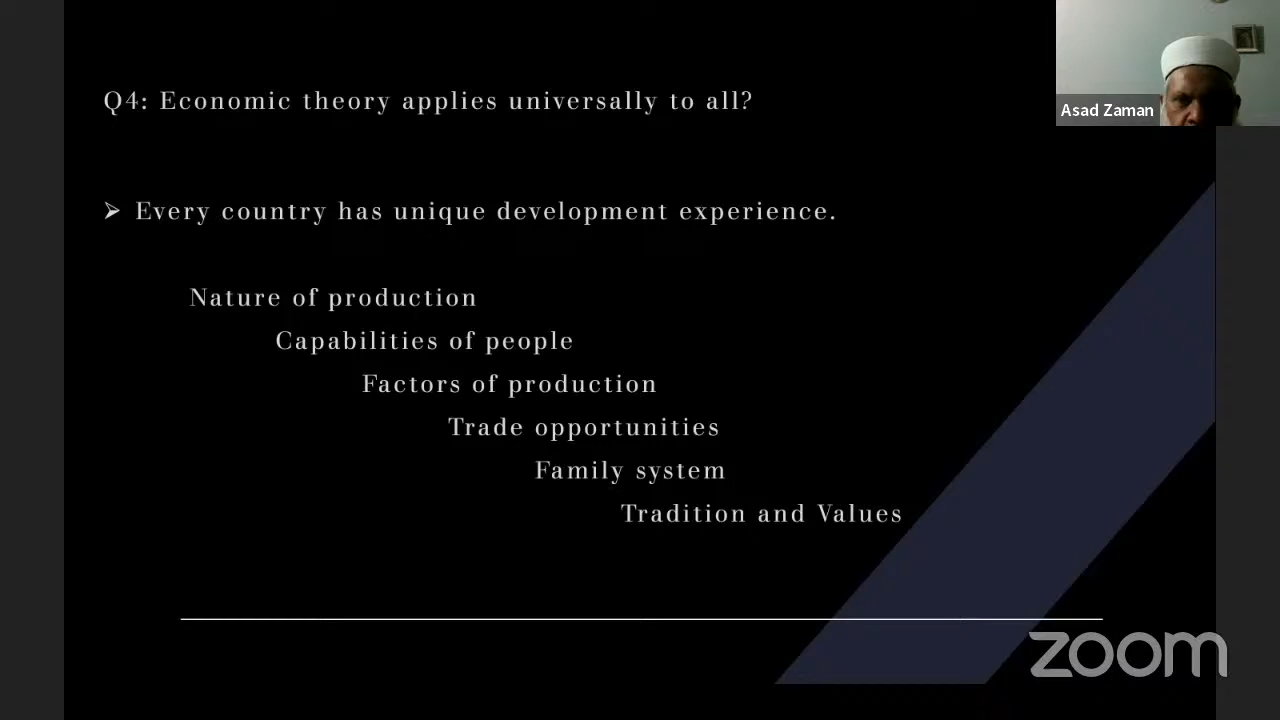 Q4: Economic theory applies universally to all?
Asad Zaman
➢ Every country has unique development experience.
Nature of production
Capabilities of people
Factors of production
Trade opportunities
Family system
Tradition and Values
zoom